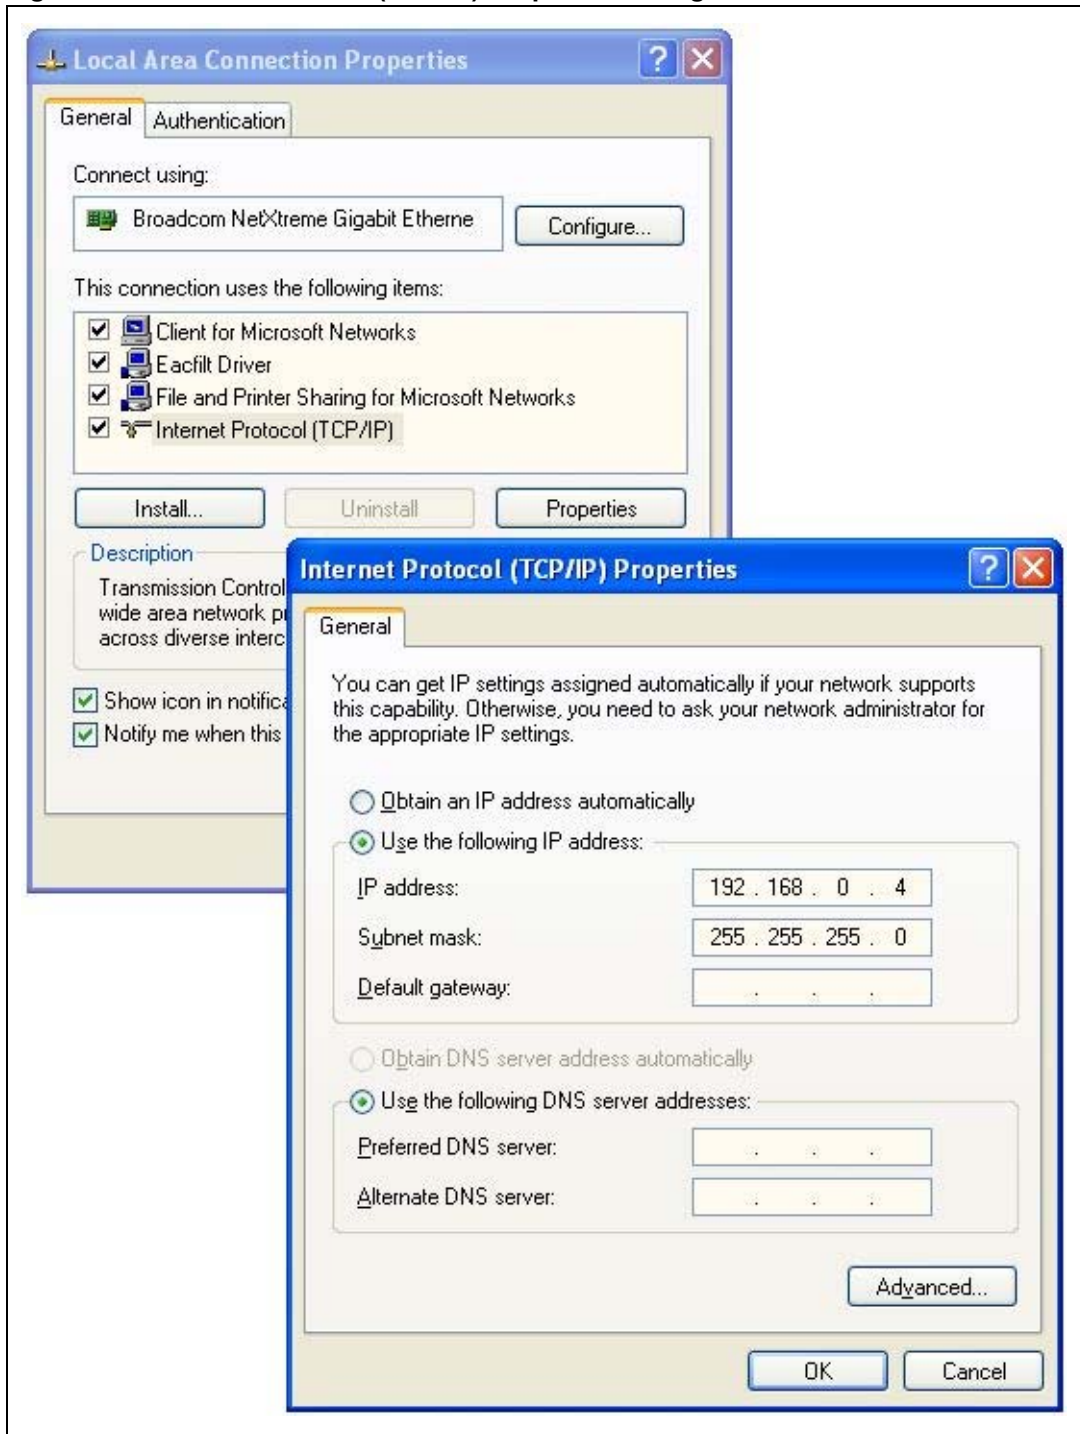 Local Area Connection Properties
General
Authentication
Connect using:
Broadcom NetXtreme Gigabit Etherne
Configure...
This connection uses the following items:
Client for Microsoft Networks
Eacfilt Driver
File and Printer Sharing for Microsoft Networks
Internet Protocol (TCP/IP)
Install...
Uninstall
Properties
Description
Transmission Control
wide area network
across diverse
Show icon in
Notify me when this
Internet Protocol (TCP/IP) Properties
General
You can get IP settings assigned automatically if your network supports
this capability. Otherwise, you need to ask your network administrator for
the appropriate IP settings.
Obtain an IP address automatically
Use the following IP address:
IP address:
192 . 168 . 0 . 4
Subnet mask:
255 . 255 . 255 . 0
Default gateway:
. . .
Obtain DNS server address automatically
Use the following DNS server addresses:
Preferred DNS server:
. . .
Alternate DNS server:
. . .
Advanced...
OK
Cancel